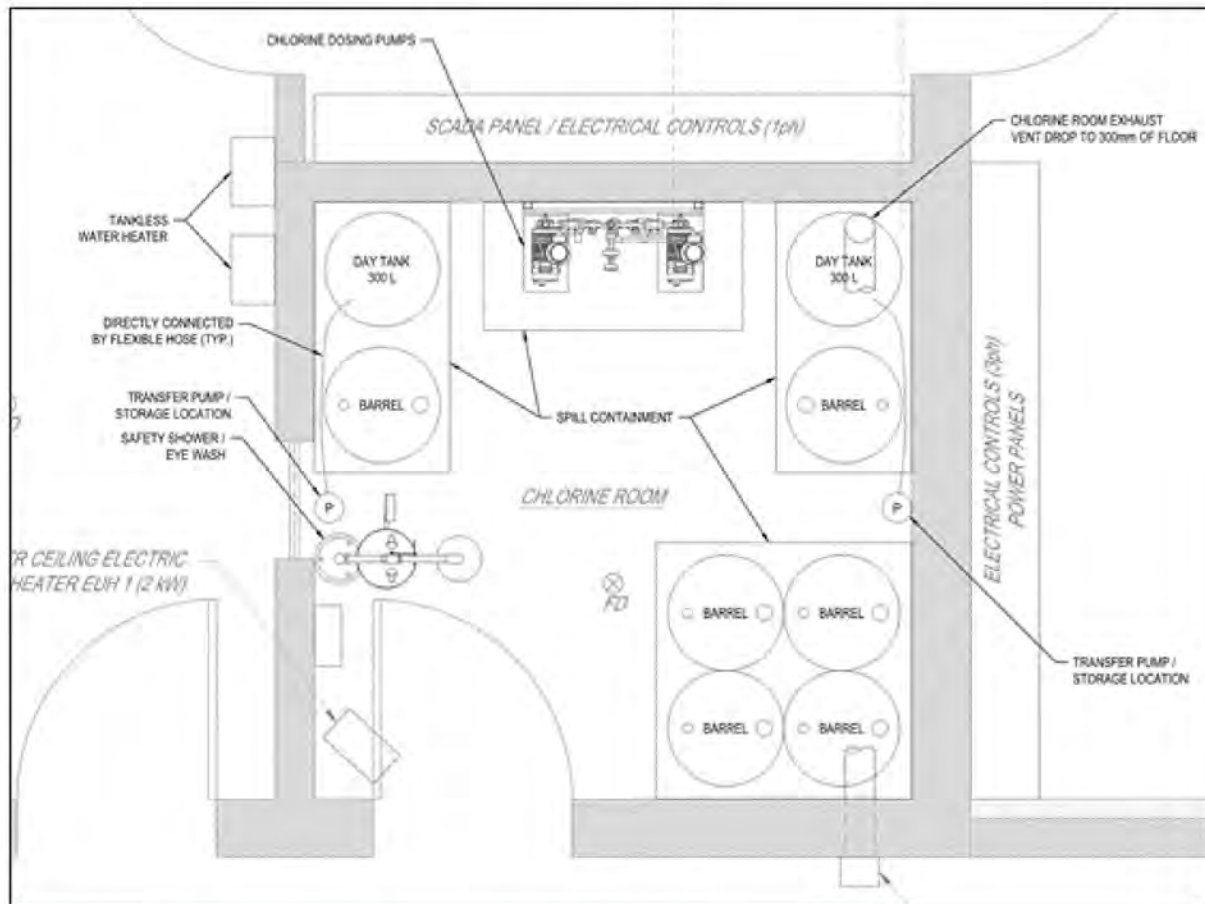 CHLORINE DOSING PUMPS
SCADA PANEL / ELECTRICAL CONTROLS (1ph)
CHLORINE ROOM EXHAUST
VENT DROP TO 300mm OF FLOOR
TANKLESS
WATER HEATER
DAY TANK
300 L
DAY TANK
300 L
DIRECTLY CONNECTED
BY FLEXIBLE HOSE (TYP.)
TRANSFER PUMP /
STORAGE LOCATION
BARREL
SPILL CONTAINMENT
BARREL
SAFETY SHOWER /
EYE WASH
P
CHLORINE ROOM
P
ELECTRICAL CONTROLS (3ph)
POWER PANELS
ER CEILING ELECTRIC
HEATER EUH 1 (2 kW)
FD
BARREL
BARREL
TRANSFER PUMP /
STORAGE LOCATION
BARREL
BARREL